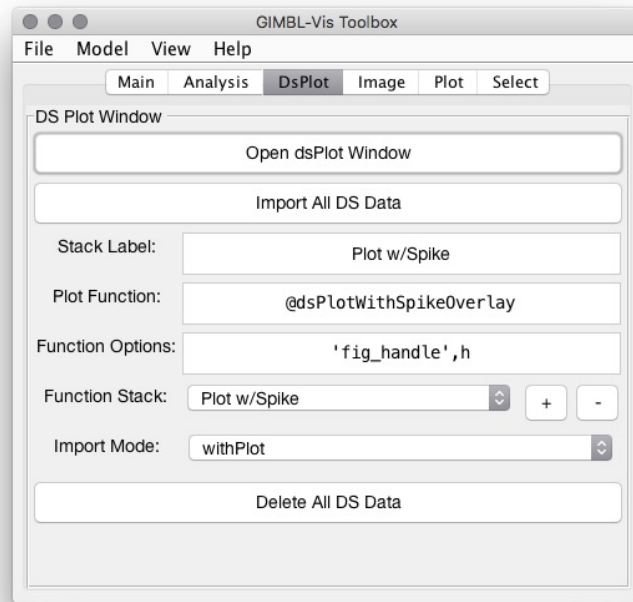 GIMBL-Vis Toolbox
File Model View Help
Main Analysis DsPlot Image Plot Select
DS Plot Window
Open dsPlot Window
Import All DS Data
Stack Label: Plot w/Spike
Plot Function: @dsPlotWithSpikeOverlay
Function Options: 'fig_handle',h
Function Stack: Plot w/Spike + -
Import Mode: withPlot
Delete All DS Data